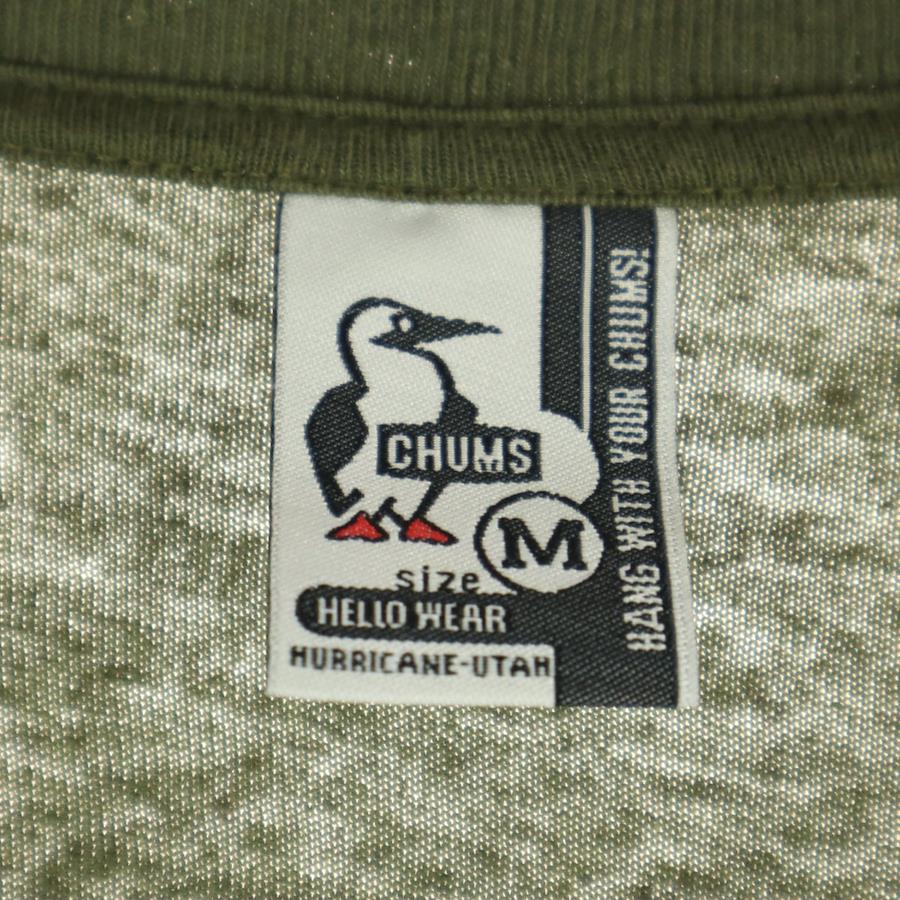 CHUMS
size M
HELLO WEAR
HURRICANE-UTAH
HANG WITH YOUR CHUMS!